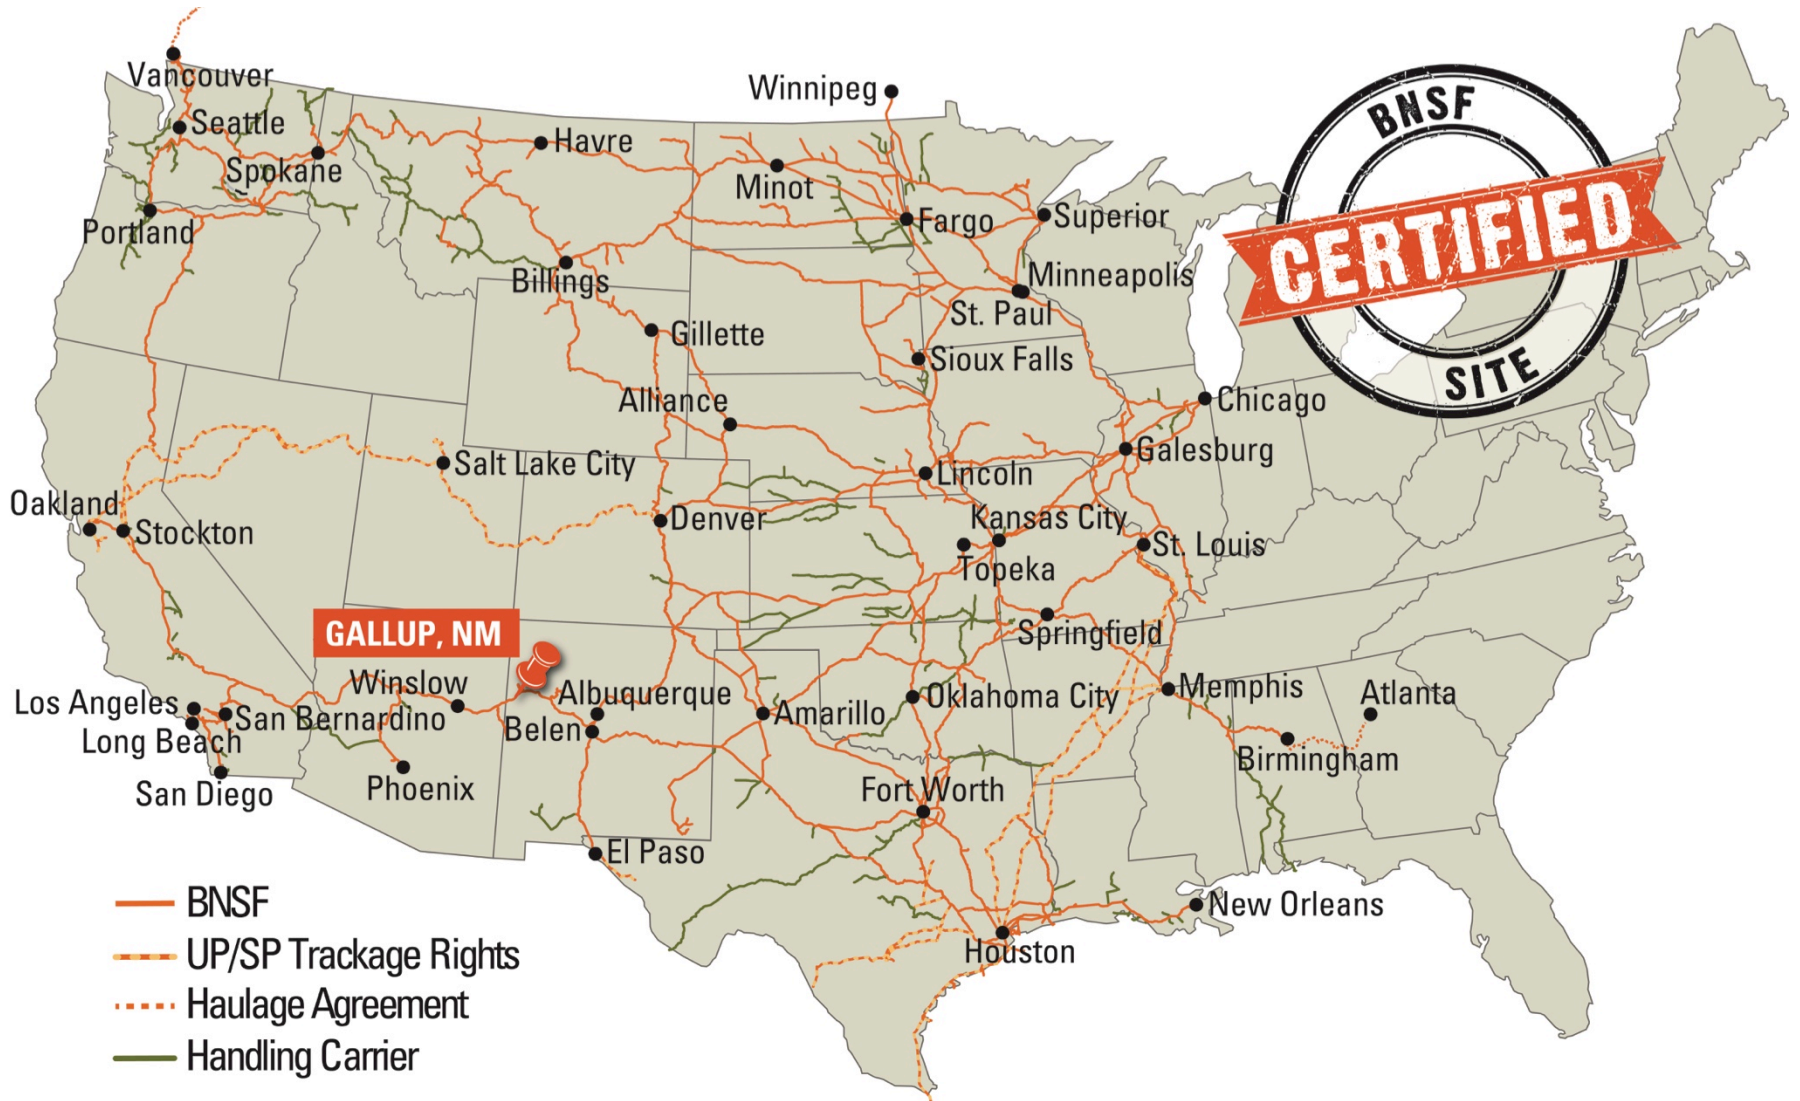 Vancouver
Winnipeg
BNSF
Seattle
Havre
Spokane
Minot
CERTIFIED
Portland
Fargo
Superior
Billings
Minneapolis
St. Paul
Gillette
Sioux Falls
SITE
Alliance
Chicago
Salt Lake City
Lincoln
Galesburg
Oakland
Stockton
Denver
Kansas City
St. Louis
Topeka
GALLUP, NM
Springfield
Winslow
Albuquerque
Oklahoma City
Memphis
Atlanta
Los Angeles
San Bernardino
Belen
Amarillo
Long Beach
Birmingham
San Diego
Phoenix
Fort Worth
El Paso
BNSF
New Orleans
UP/SP Trackage Rights
Houston
Haulage Agreement
Handling Carrier